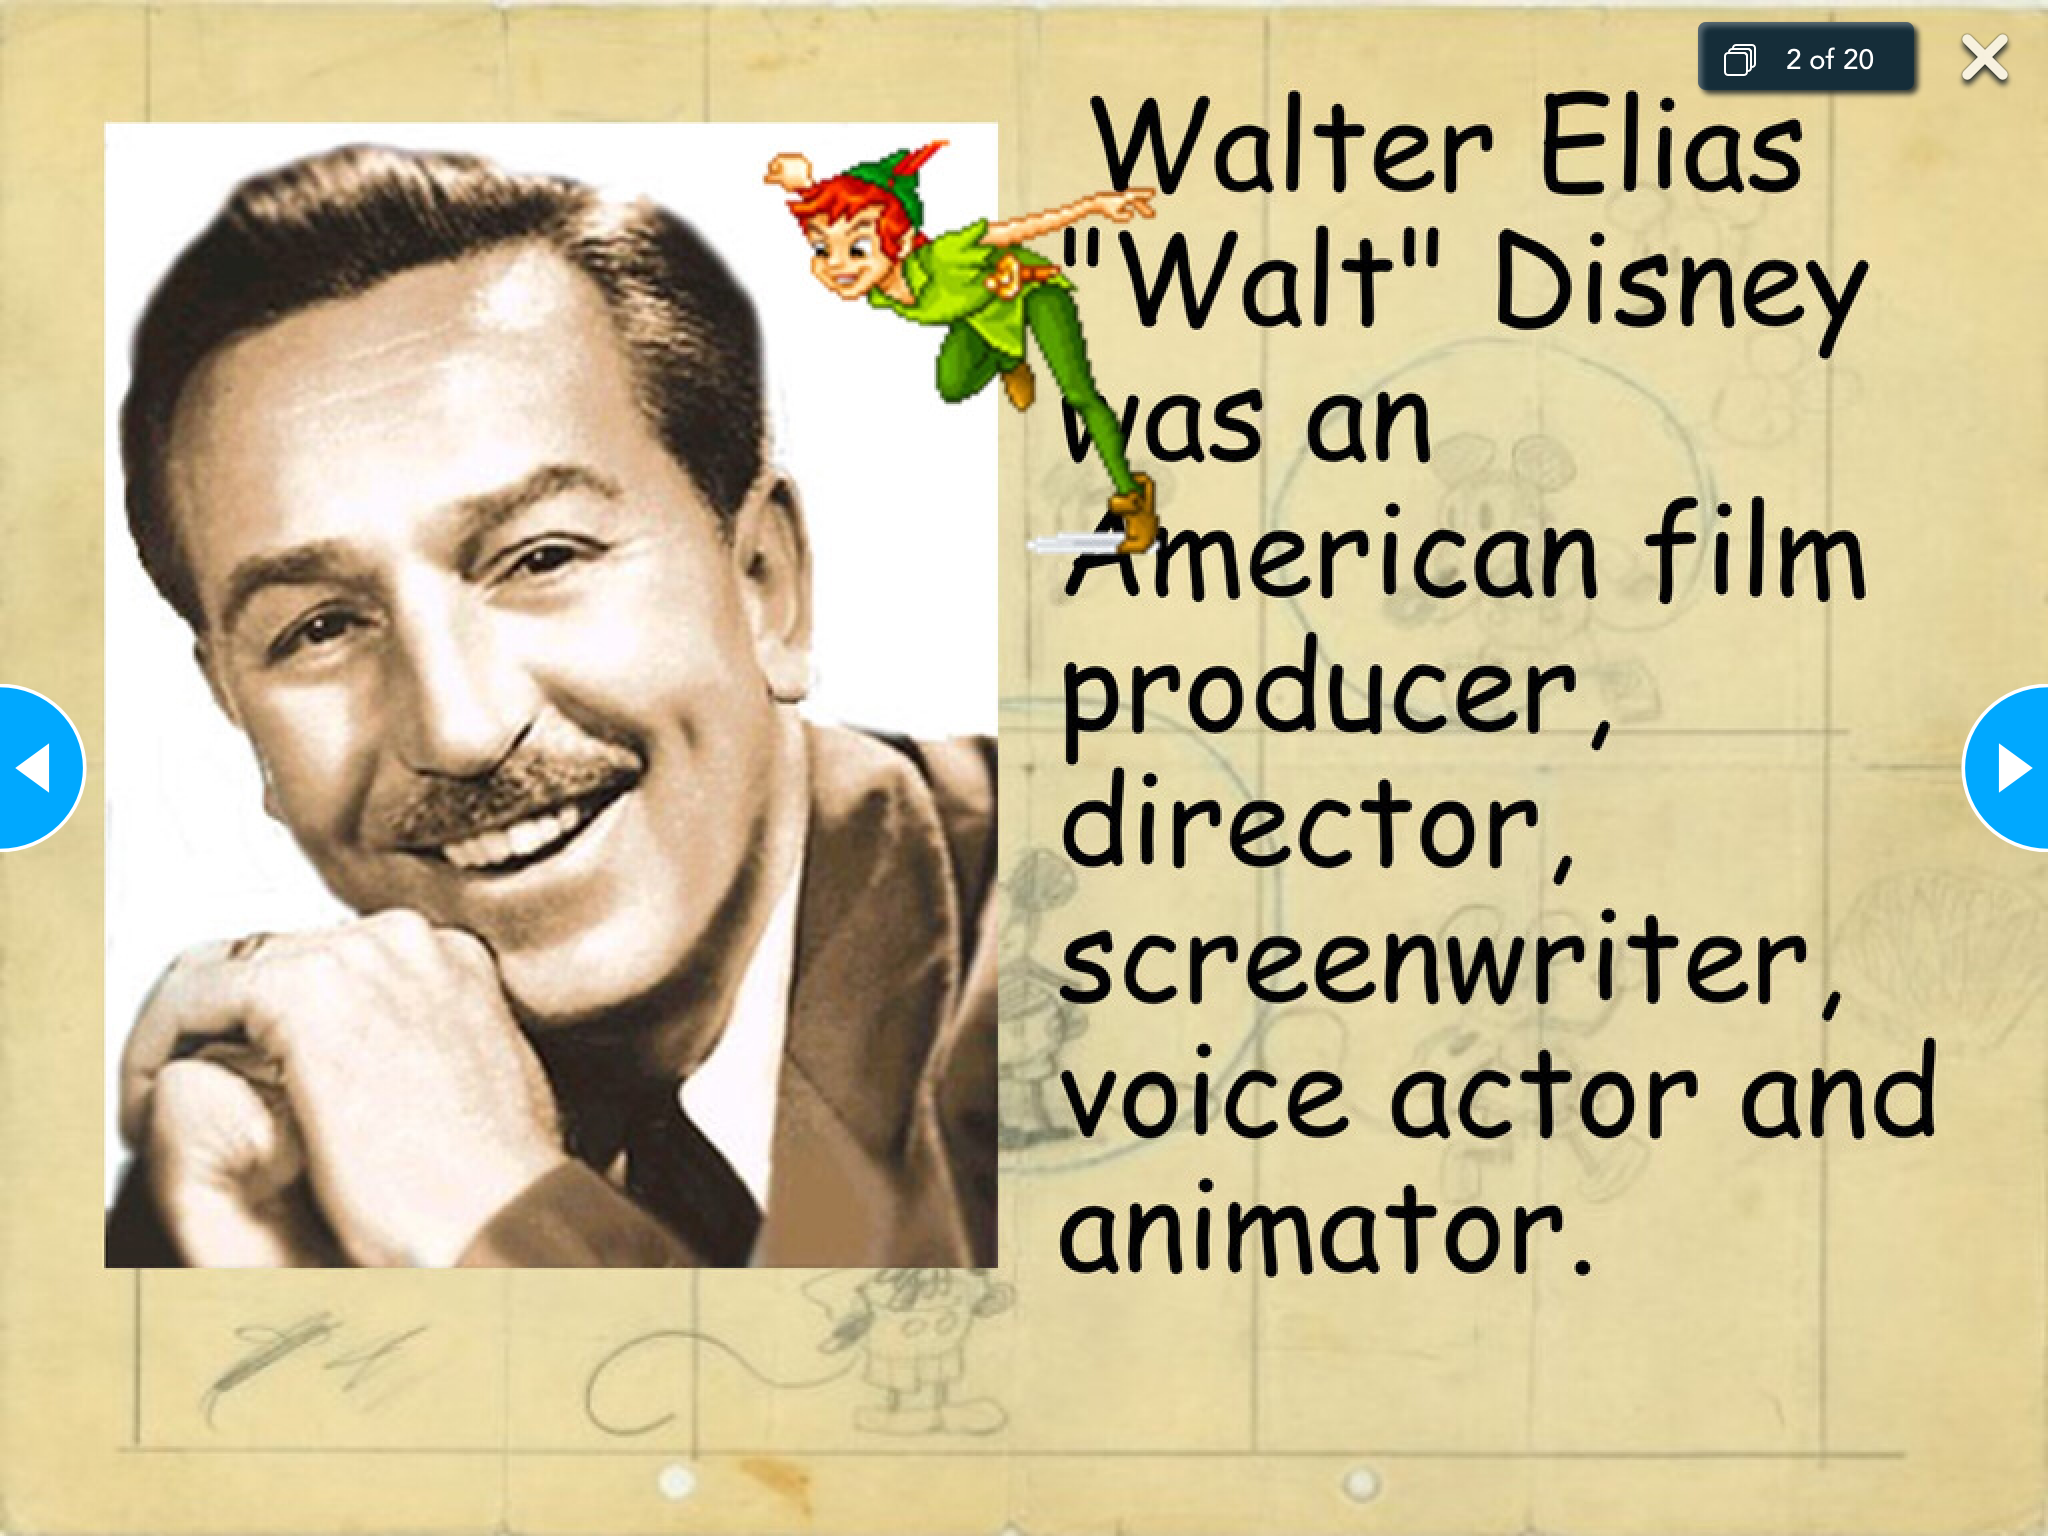 2 of 20
Walter Elias
"Walt" Disney
was an
American film
producer,
director,
screenwriter,
voice actor and
animator.